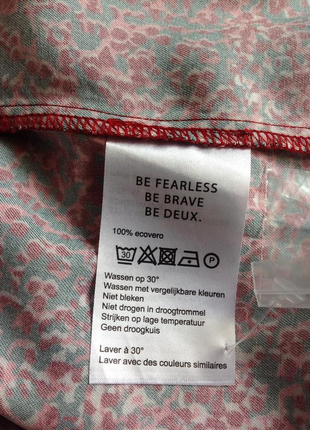 BE FEARLESS
BE BRAVE
BE DEUX.
100% ecovero
30 P
Wassen op 30°
Wassen met vergelijkbare kleuren
Niet bleken
Niet drogen in droogtrommel
Strijken op lage temperatuur
Geen droogkuis
Laver à 30°
Laver avec des couleurs similaires